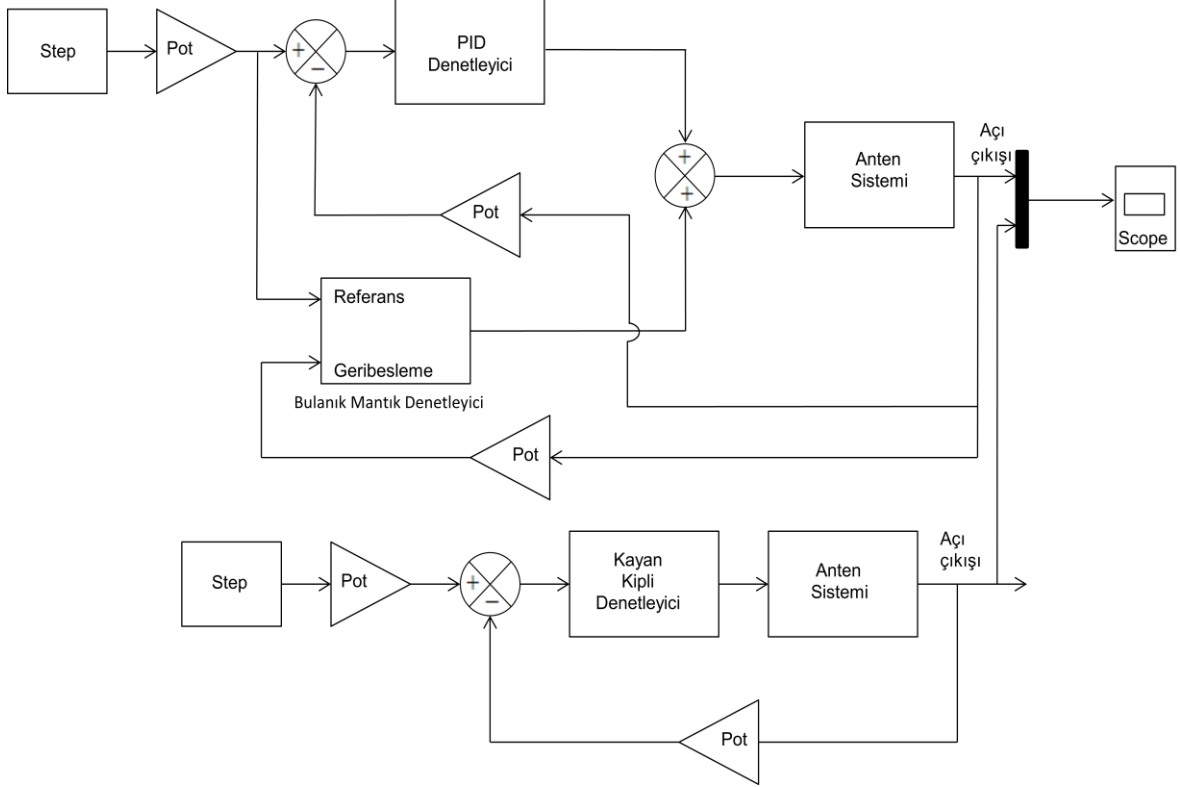 Step
Pot
+
−
PID
Denetleyici
+
+
Anten
Sistemi
Açı
çıkışı
Scope
Pot
Referans
Geribesleme
Bulanık Mantık Denetleyici
Pot
Step
Pot
+
−
Kayan
Kipli
Denetleyici
Anten
Sistemi
Açı
çıkışı
Pot